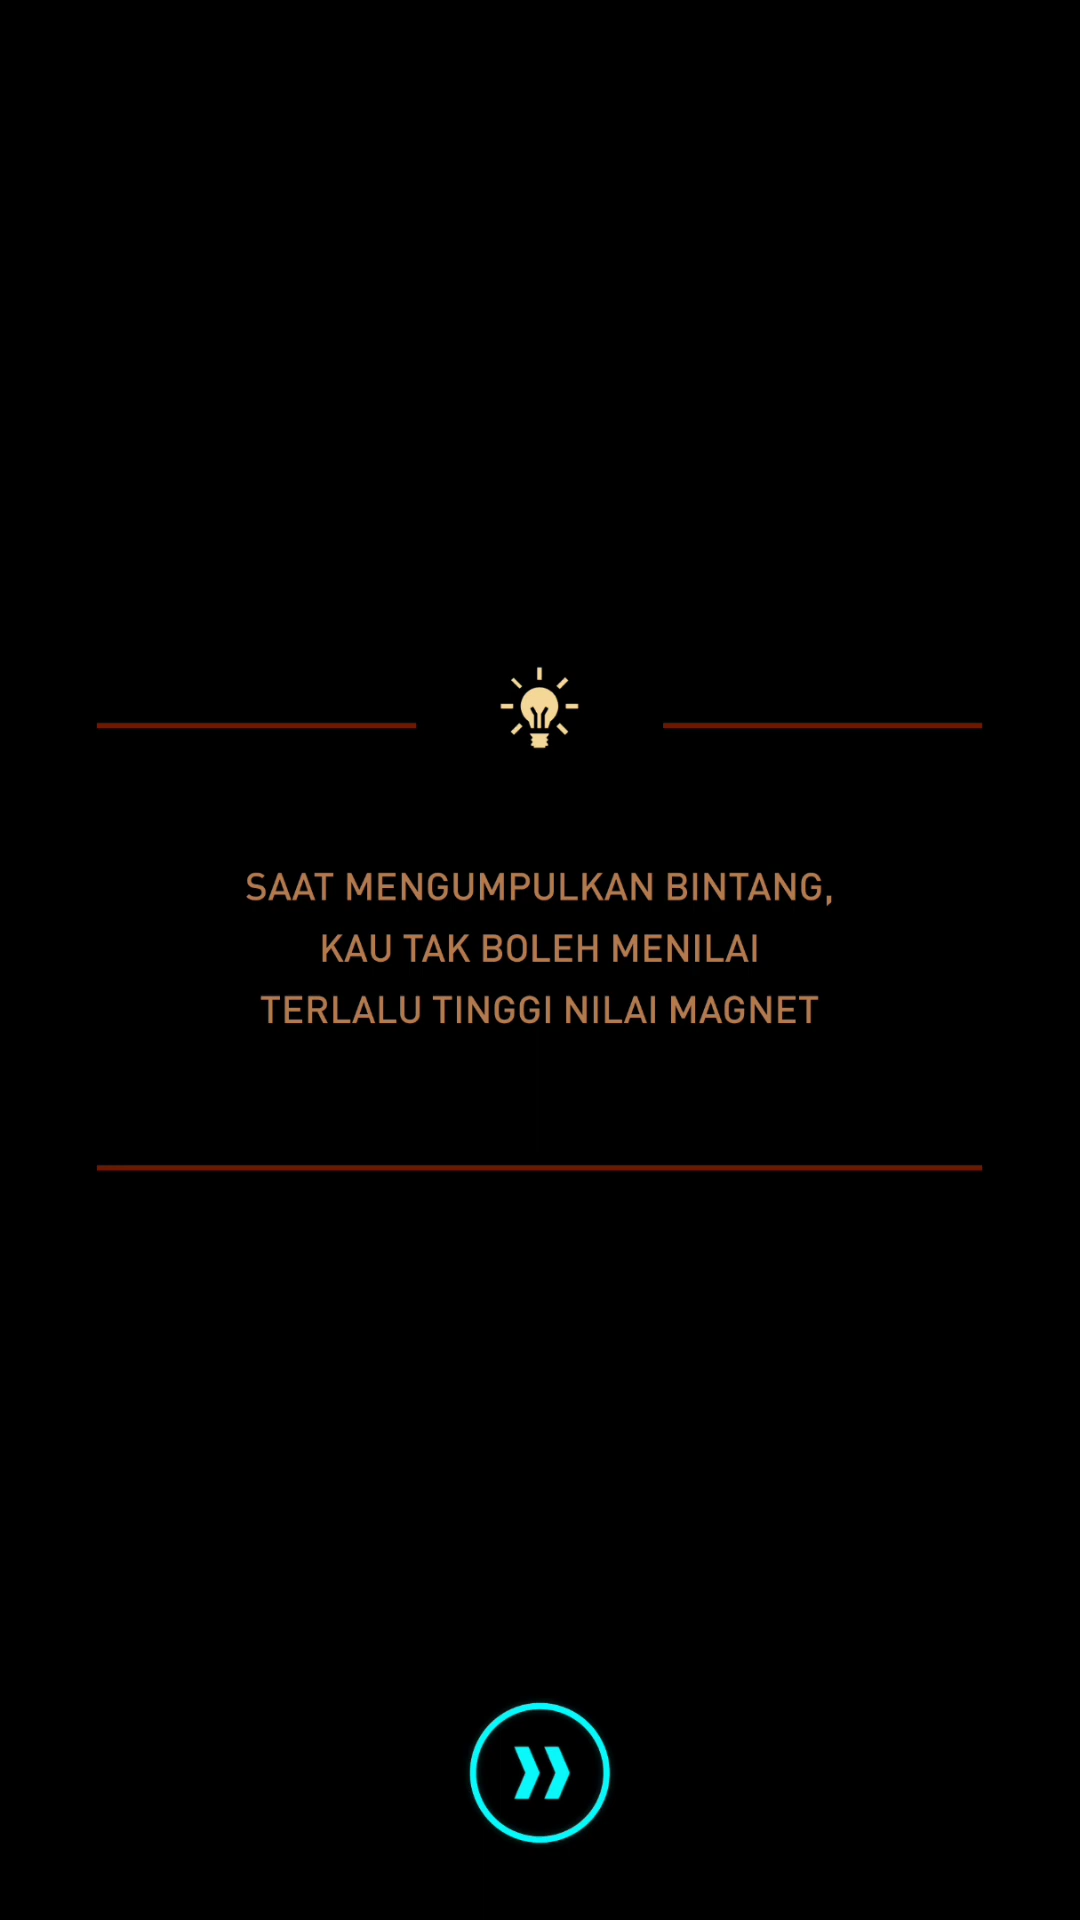 SAAT MENGUMPULKAN BINTANG,
KAU TAK BOLEH MENILAI
TERLALU TINGGI NILAI MAGNET